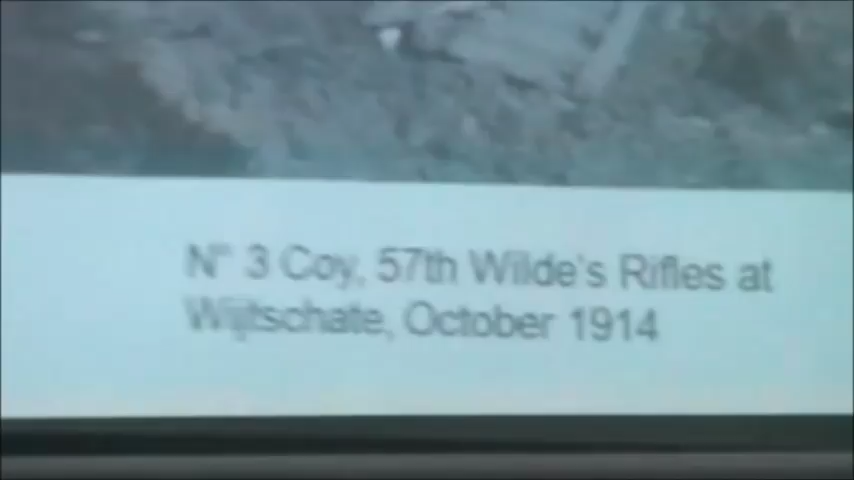 N° 3 Coy, 57th Wilde's Rifles at
Wijtschate, October 1914